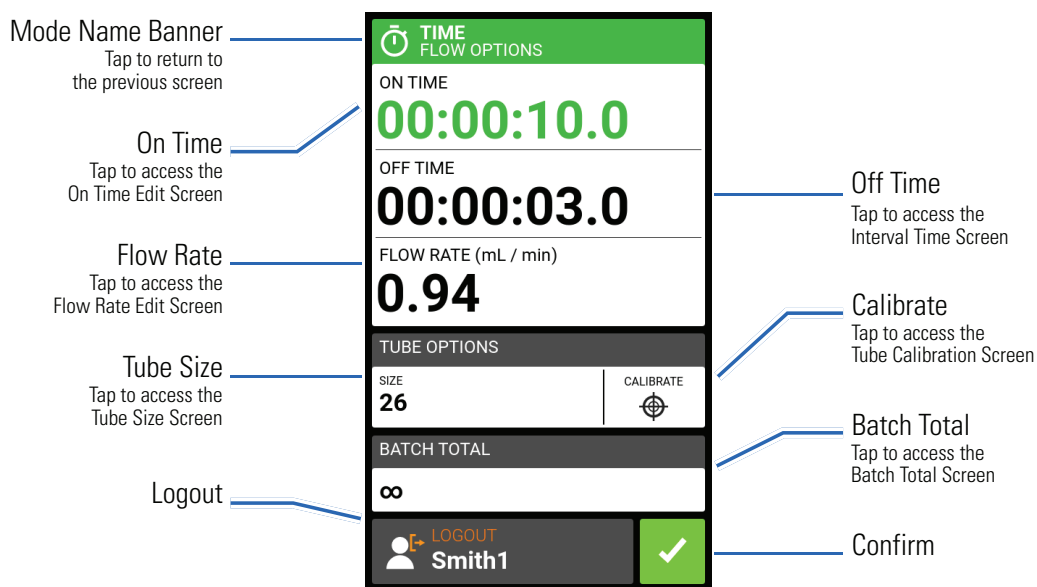 Mode Name Banner
Tap to return to
the previous screen
On Time
Tap to access the
On Time Edit Screen
Flow Rate
Tap to access the
Flow Rate Edit Screen
Tube Size
Tap to access the
Tube Size Screen
Logout
TIME
FLOW OPTIONS
ON TIME
00:00:10.0
OFF TIME
00:00:03.0
FLOW RATE (mL / min)
0.94
TUBE OPTIONS
SIZE
26
CALIBRATE
BATCH TOTAL
∞
LOGOUT
Smith1
Off Time
Tap to access the
Interval Time Screen
Calibrate
Tap to access the
Tube Calibration Screen
Batch Total
Tap to access the
Batch Total Screen
Confirm